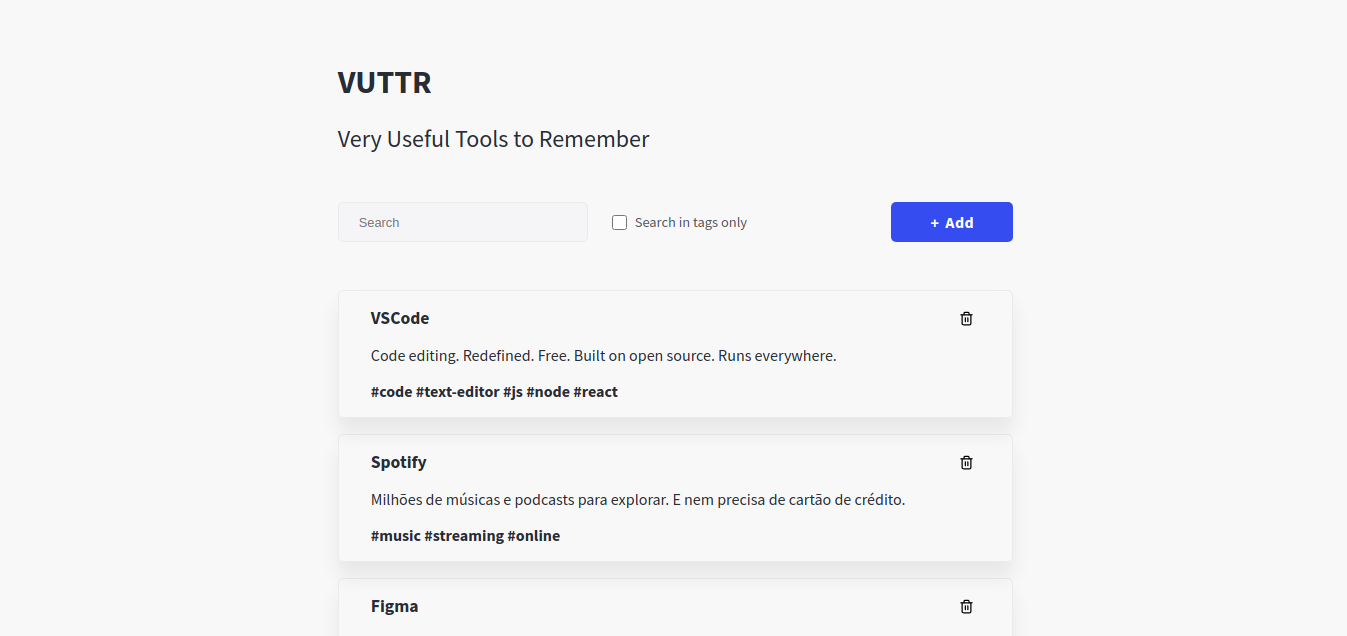 VUTTR
Very Useful Tools to Remember
Search
Search in tags only
+ Add
VSCode
Code editing. Redefined. Free. Built on open source. Runs everywhere.
#code #text-editor #js #node #react
Spotify
Milhões de músicas e podcasts para explorar. E nem precisa de cartão de crédito.
#music #streaming #online
Figma